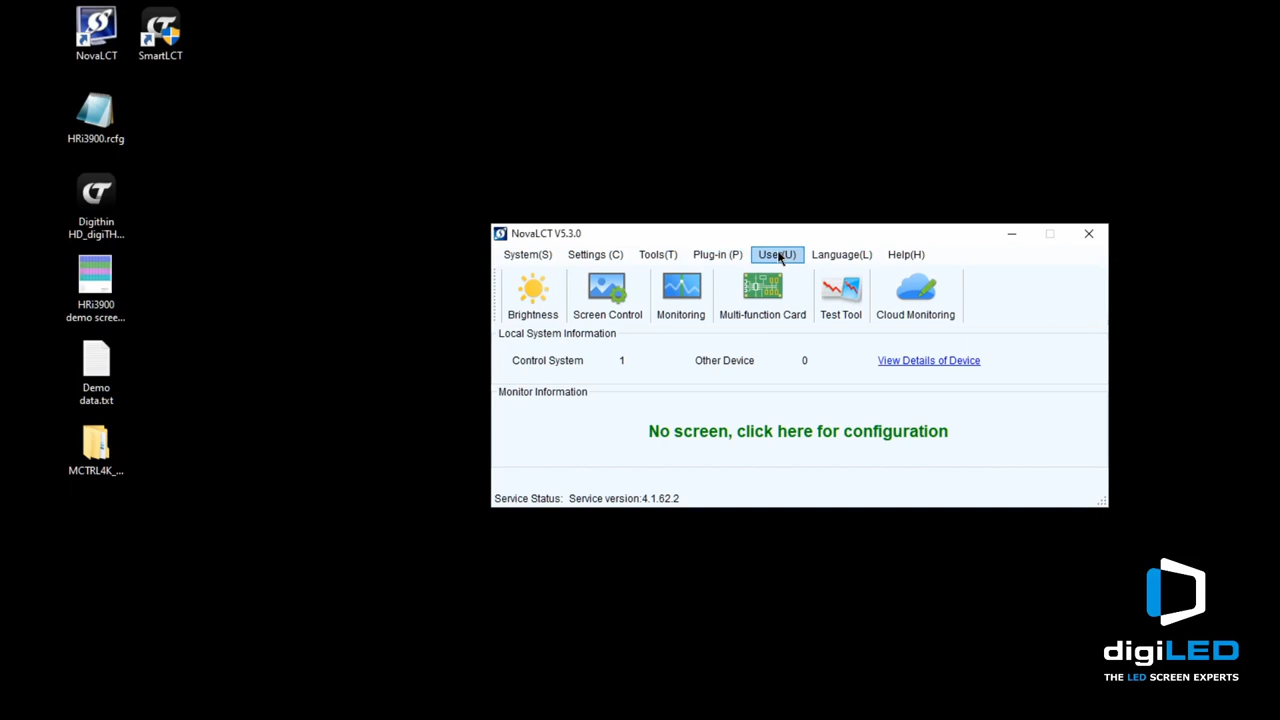 NovaLCT
SmartLCT
HRi3900.rcfg
Digithin
HD_digiTH...
HRi3900
demo scree...
Demo
data.txt
MCTRL4K_...
NovaLCT V5.3.0
System(S) Settings (C) Tools(T) Plug-in (P) User(U) Language(L) Help(H)
Brightness Screen Control Monitoring Multi-function Card Test Tool Cloud Monitoring
Local System Information
Control System 1 Other Device 0 View Details of Device
Monitor Information
No screen, click here for configuration
Service Status: Service version:4.1.62.2
digiLED
THE LED SCREEN EXPERTS